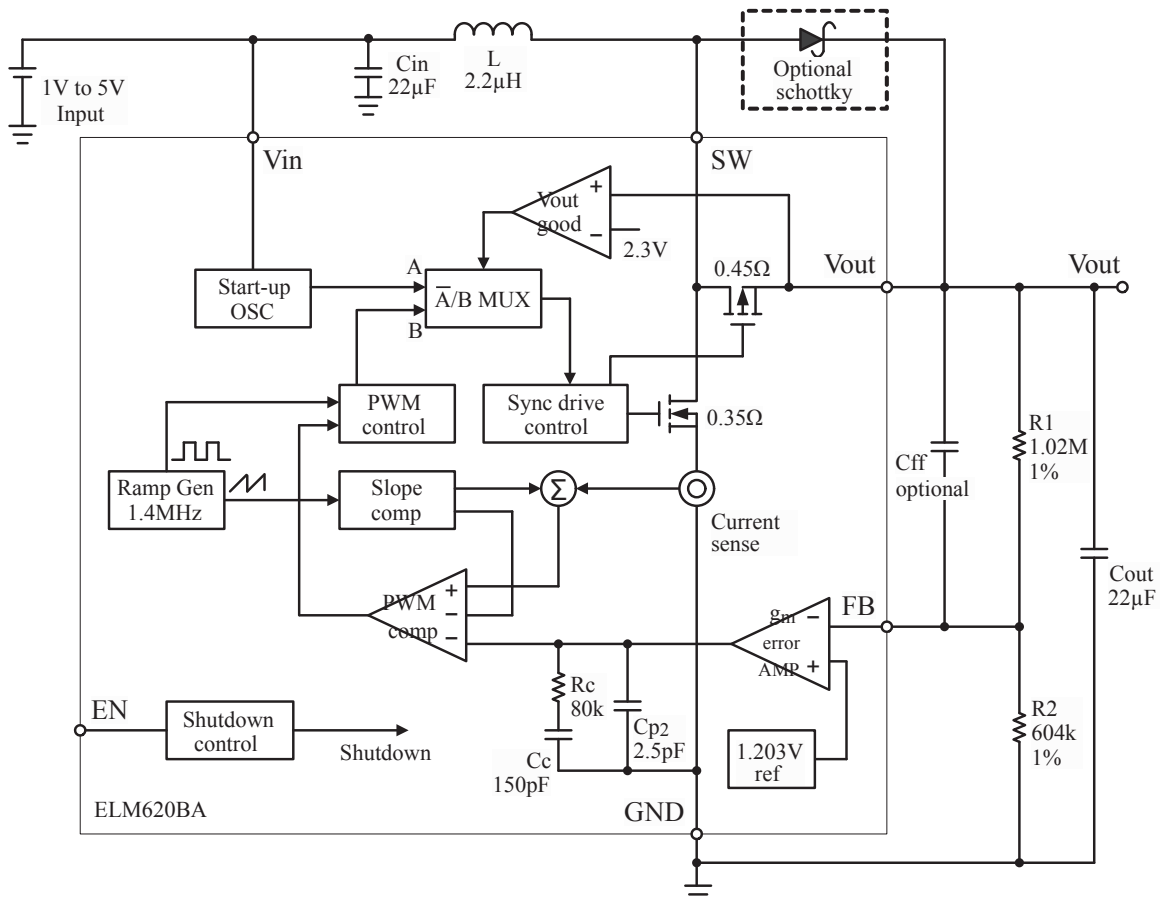 1V to 5V
Input
Cin
22µF
L
2.2µH
Optional
schottky
Vin
SW
Vout
good
+
−
2.3V
0.45Ω
Vout
Vout
Start-up
OSC
A
B
A̅/B MUX
PWM
control
Sync drive
control
0.35Ω
R1
1.02M
1%
Cff
optional
Ramp Gen
1.4MHz
Slope
comp
Σ
Current
sense
Cout
22µF
PWM
comp
+
−
−
gm
error
AMP
−
+
FB
Rc
80k
Cp2
2.5pF
Cc
150pF
EN
Shutdown
control
Shutdown
1.203V
ref
R2
604k
1%
ELM620BA
GND